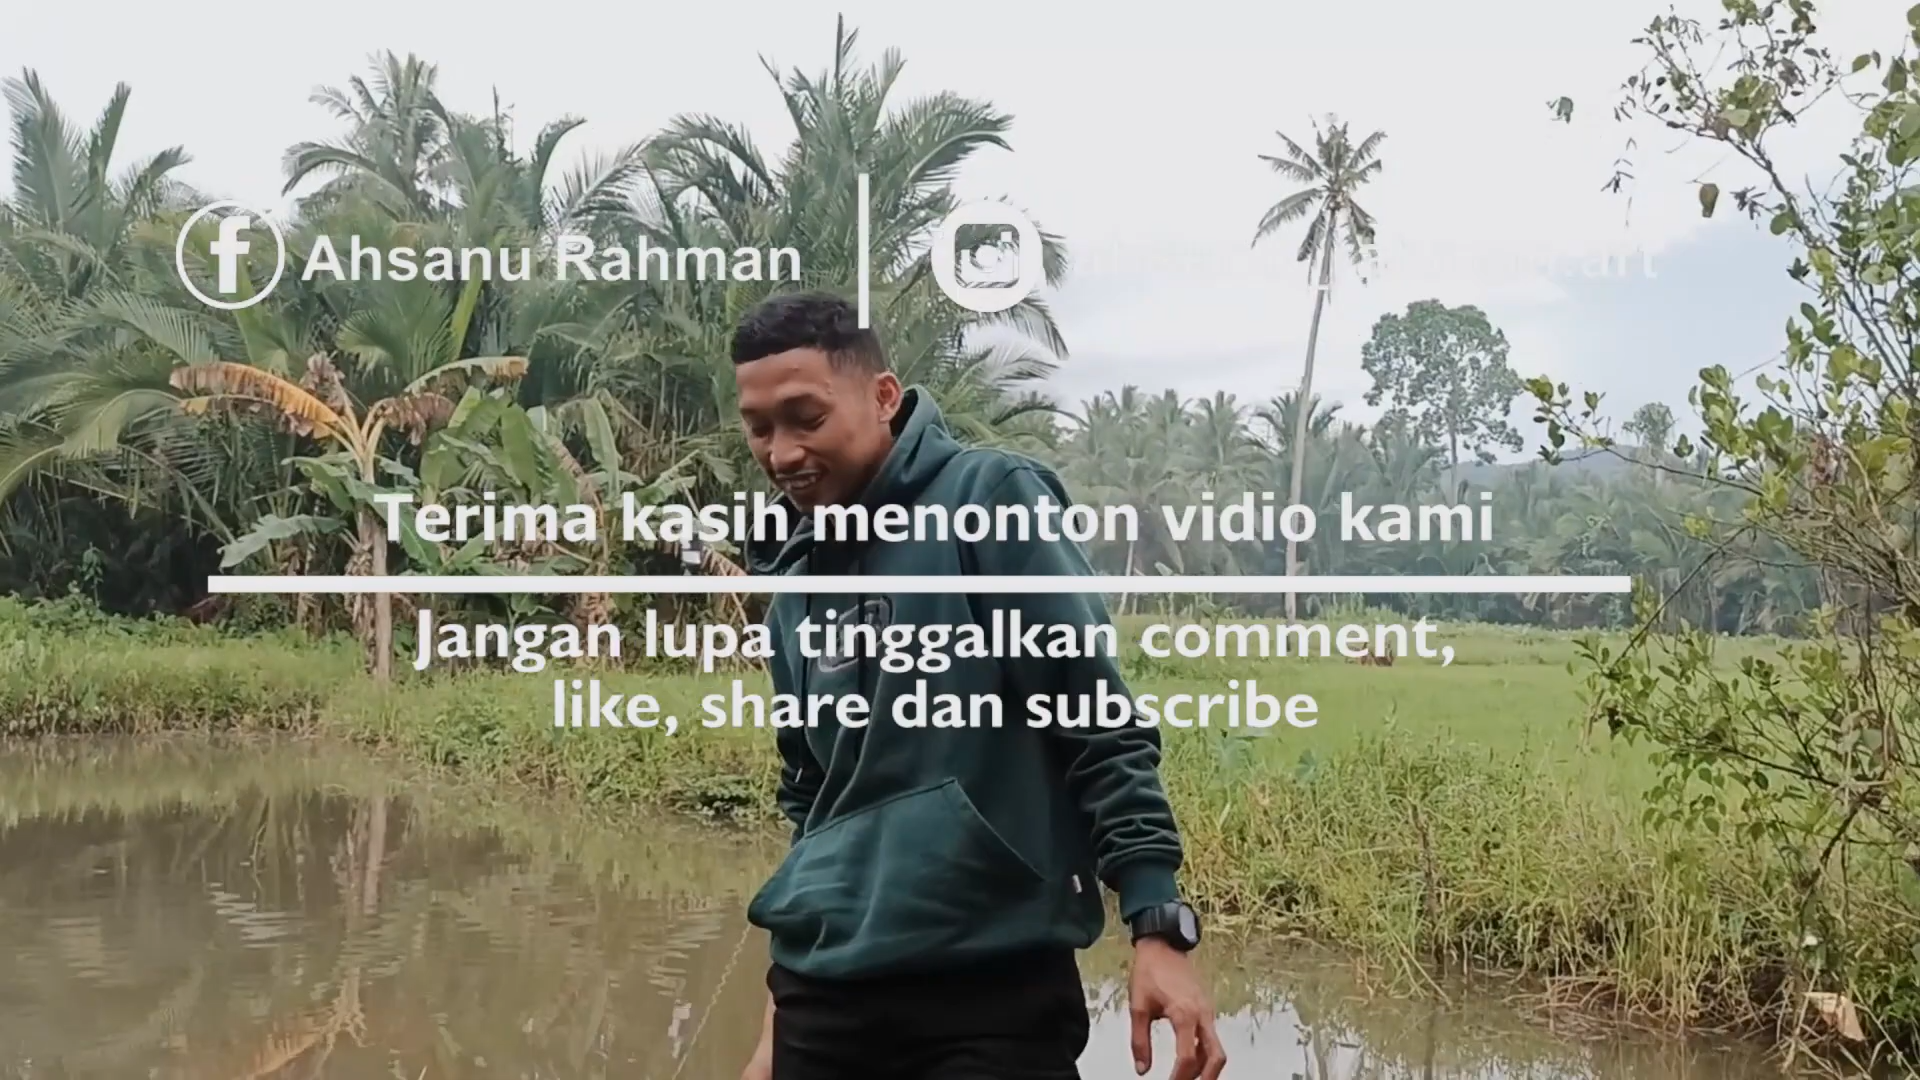 Ahsanu Rahman
Terima kasih menonton vidio kami
Jangan lupa tinggalkan comment,
like, share dan subscribe